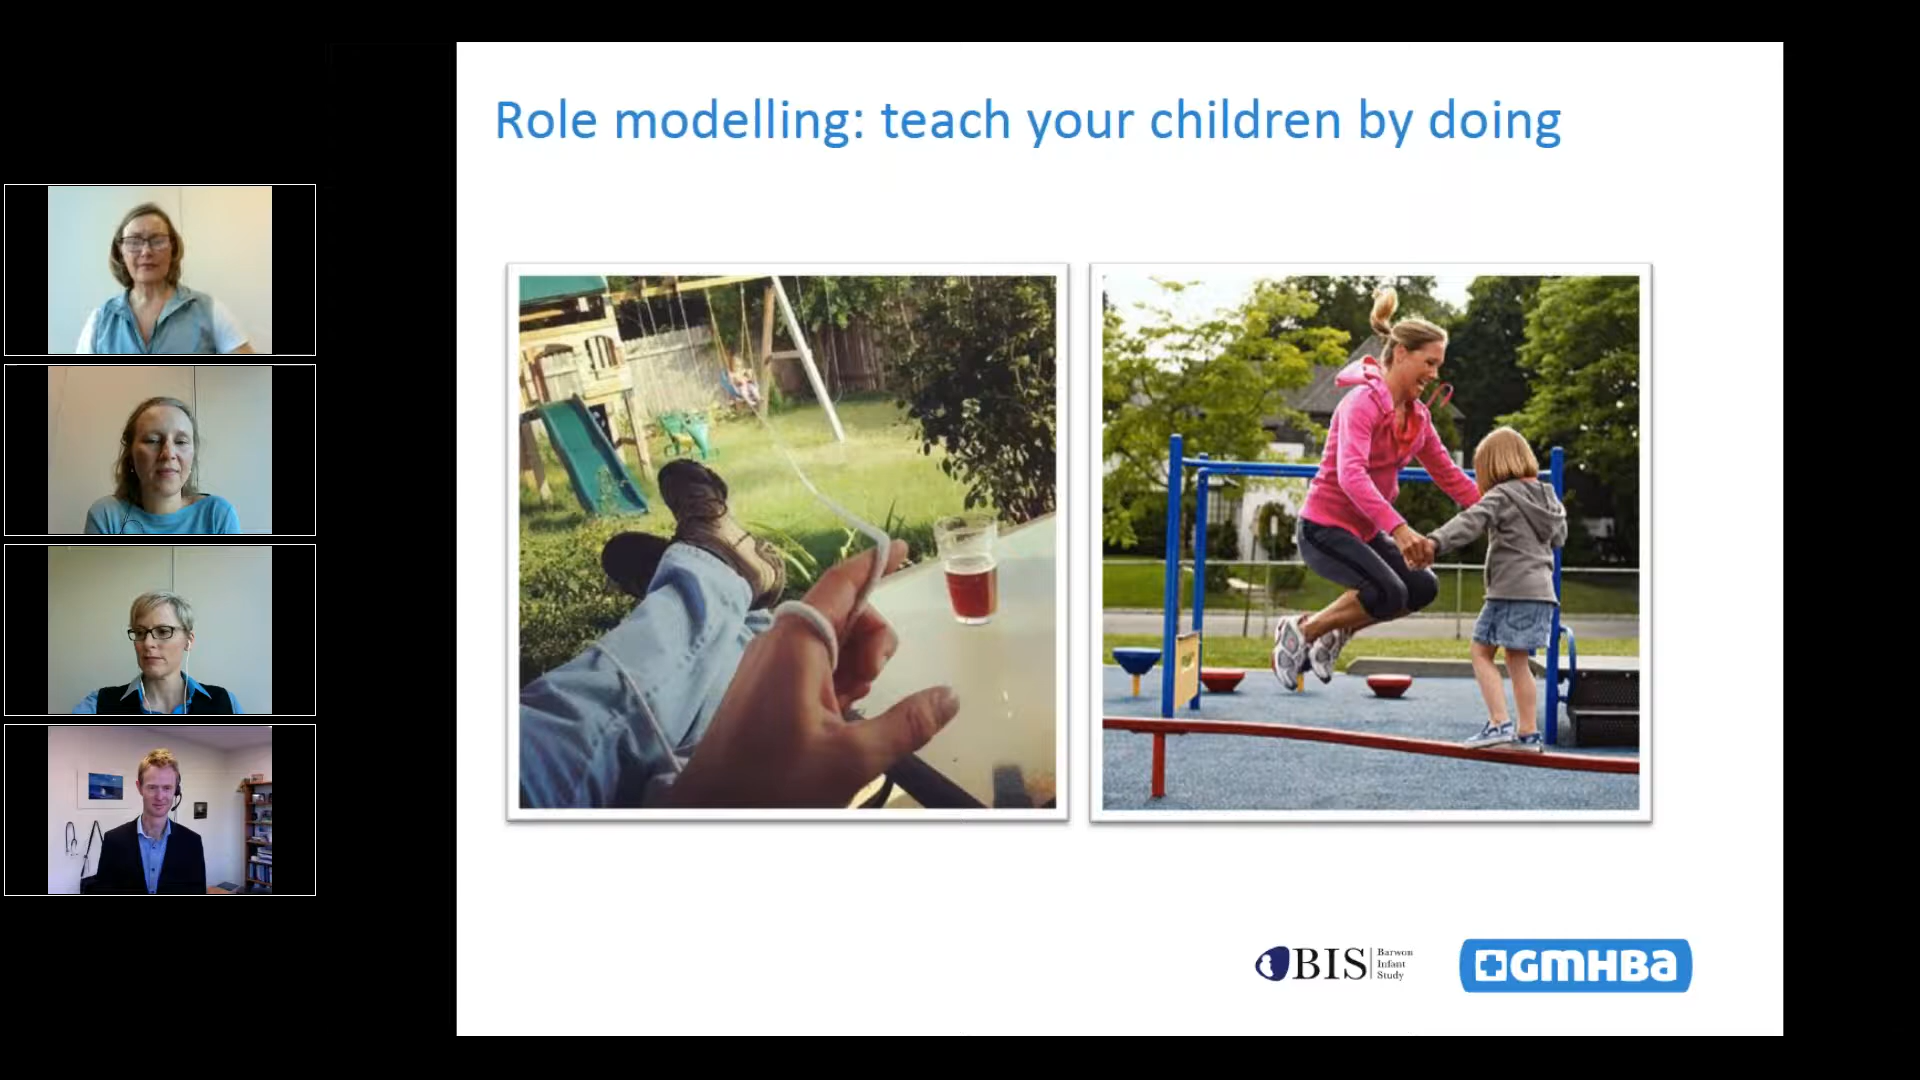 Role modelling: teach your children by doing
BIS
Barwon
Infant
Study
GMHBA